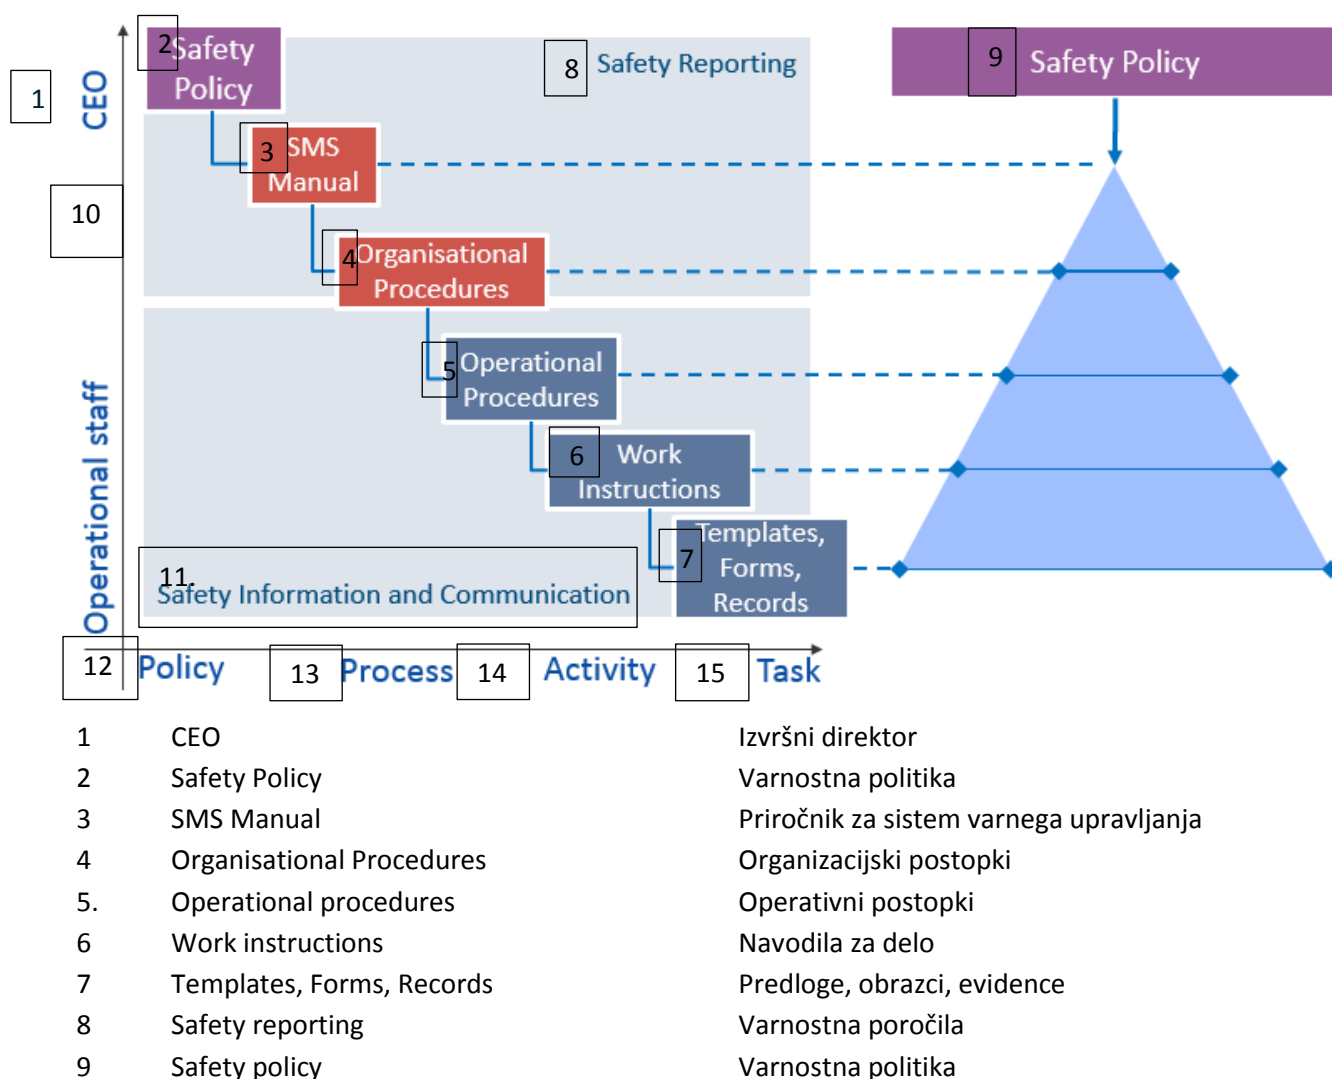 2 Safety
Policy
8 Safety Reporting
9 Safety Policy
1 CEO
3 SMS
Manual
10
4 Organisational
Procedures
5 Operational
Procedures
6 Work
Instructions
7 Templates,
Forms,
Records
Operational staff
11.
Safety Information and Communication
12 Policy 13 Process 14 Activity 15 Task
1 CEO Izvršni direktor
2 Safety Policy Varnostna politika
3 SMS Manual Priročnik za sistem varnega upravljanja
4 Organisational Procedures Organizacijski postopki
5. Operational procedures Operativni postopki
6 Work instructions Navodila za delo
7 Templates, Forms, Records Predloge, obrazci, evidence
8 Safety reporting Varnostna poročila
9 Safety policy Varnostna politika